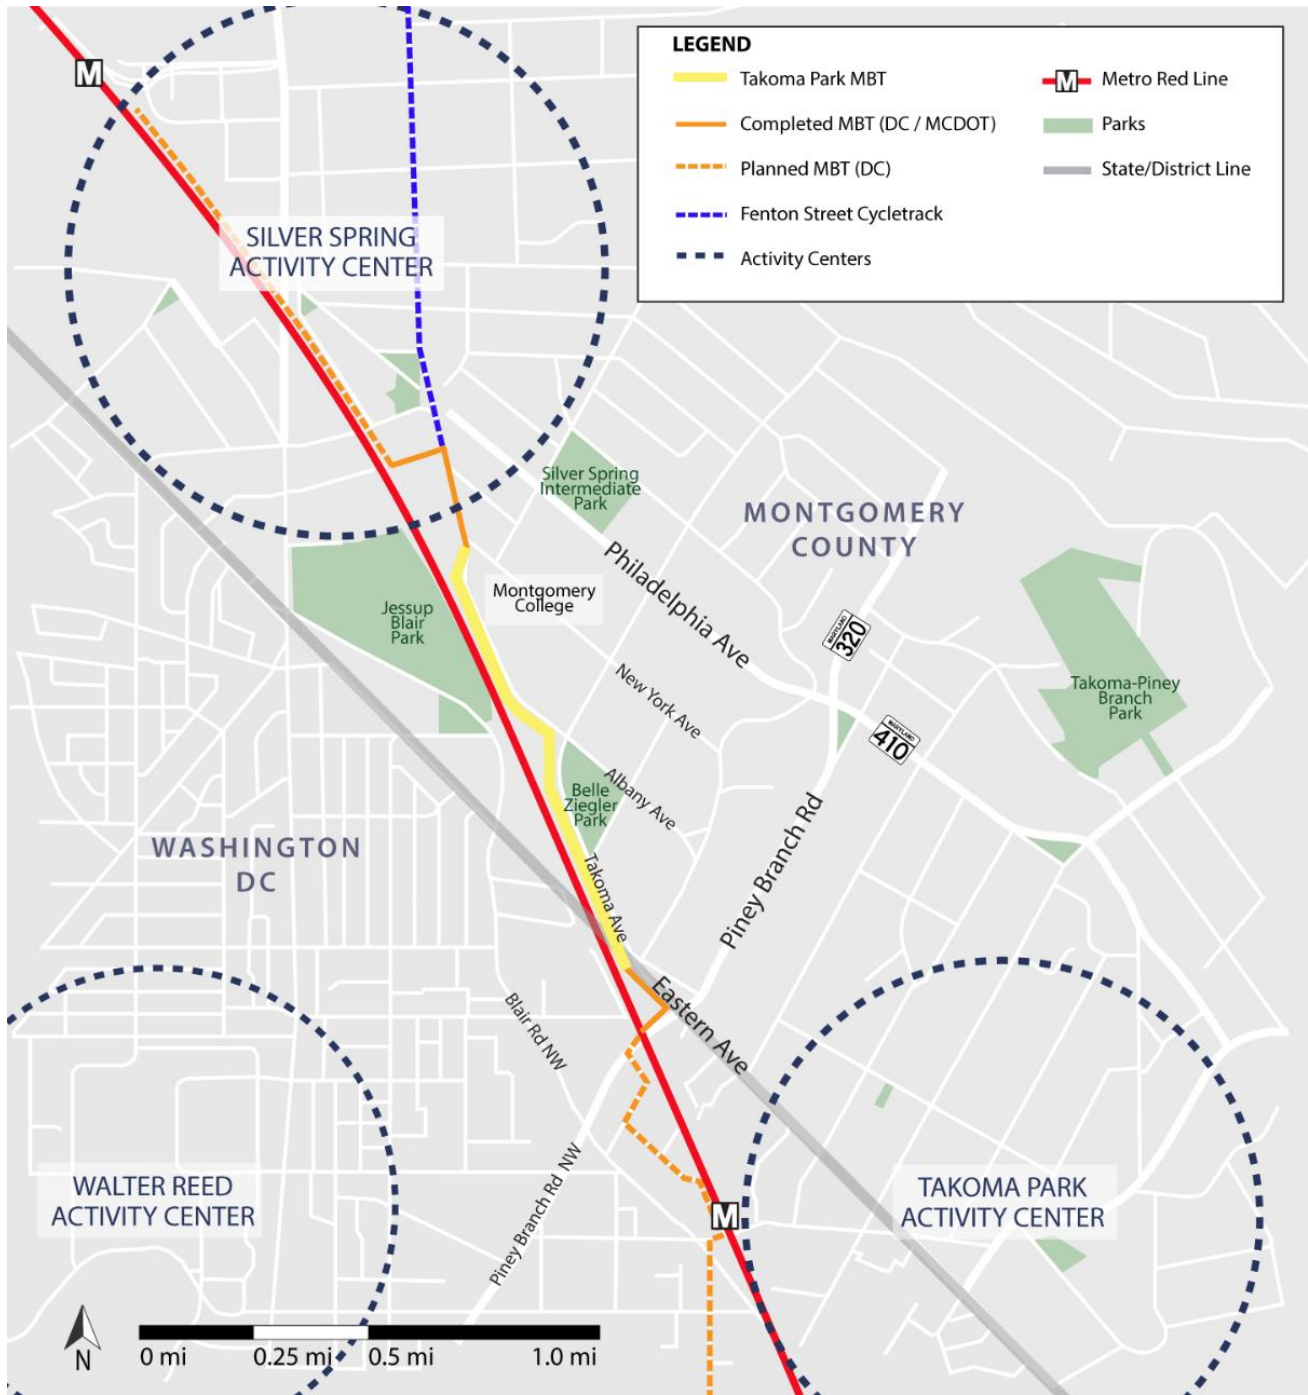 M
LEGEND
Takoma Park MBT
Completed MBT (DC / MCDOT)
Planned MBT (DC)
Fenton Street Cycletrack
Activity Centers
M
Metro Red Line
Parks
State/District Line
SILVER SPRING
ACTIVITY CENTER
Silver Spring
Intermediate
Park
MONTGOMERY
COUNTY
Philadelphia Ave
Montgomery
College
Jessup
Blair
Park
MARYLAND
320
New York Ave
Takoma-Piney
Branch
Park
MARYLAND
410
Albany Ave
Belle
Ziegler
Park
Piney Branch Rd
WASHINGTON
DC
Takoma Ave
Eastern Ave
Blair Rd NW
Piney Branch Rd NW
WALTER REED
ACTIVITY CENTER
TAKOMA PARK
ACTIVITY CENTER
M
N
0 mi
0.25 mi
0.5 mi
1.0 mi